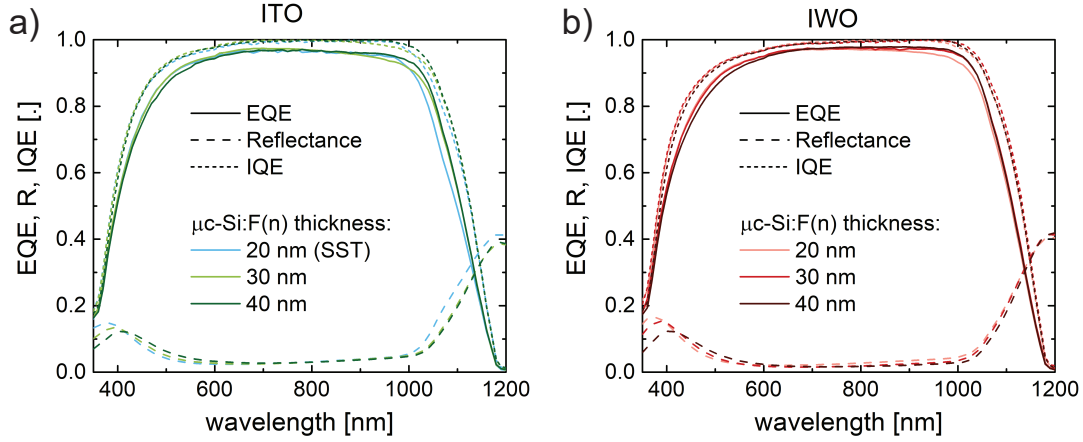 a)
ITO
EQE, R, IQE [.]
1.0
0.8
0.6
0.4
0.2
0.0
EQE
Reflectance
IQE
μc-Si:F(n) thickness:
20 nm (SST)
30 nm
40 nm
400 600 800 1000 1200
wavelength [nm]
b)
IWO
EQE, R, IQE [.]
1.0
0.8
0.6
0.4
0.2
0.0
EQE
Reflectance
IQE
μc-Si:F(n) thickness:
20 nm
30 nm
40 nm
400 600 800 1000 1200
wavelength [nm]